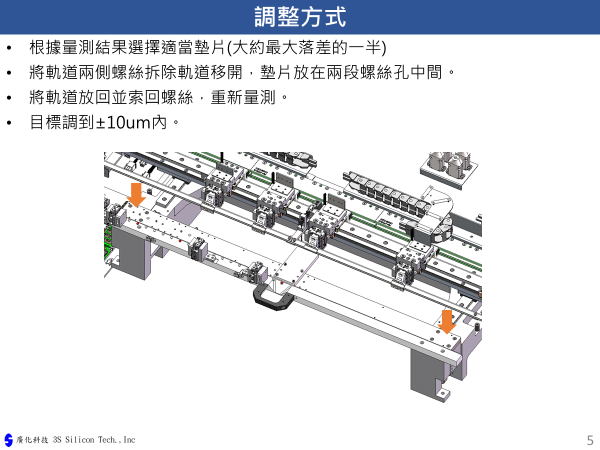 調整方式
• 根據量測結果選擇適當墊片(大約最大落差的一半)
• 將軌道兩側螺絲拆除軌道移開，墊片放在兩段螺絲孔中間。
• 將軌道放回並索回螺絲，重新量測。
• 目標調到±10um內。
廣化科技 3S Silicon Tech.,Inc
5